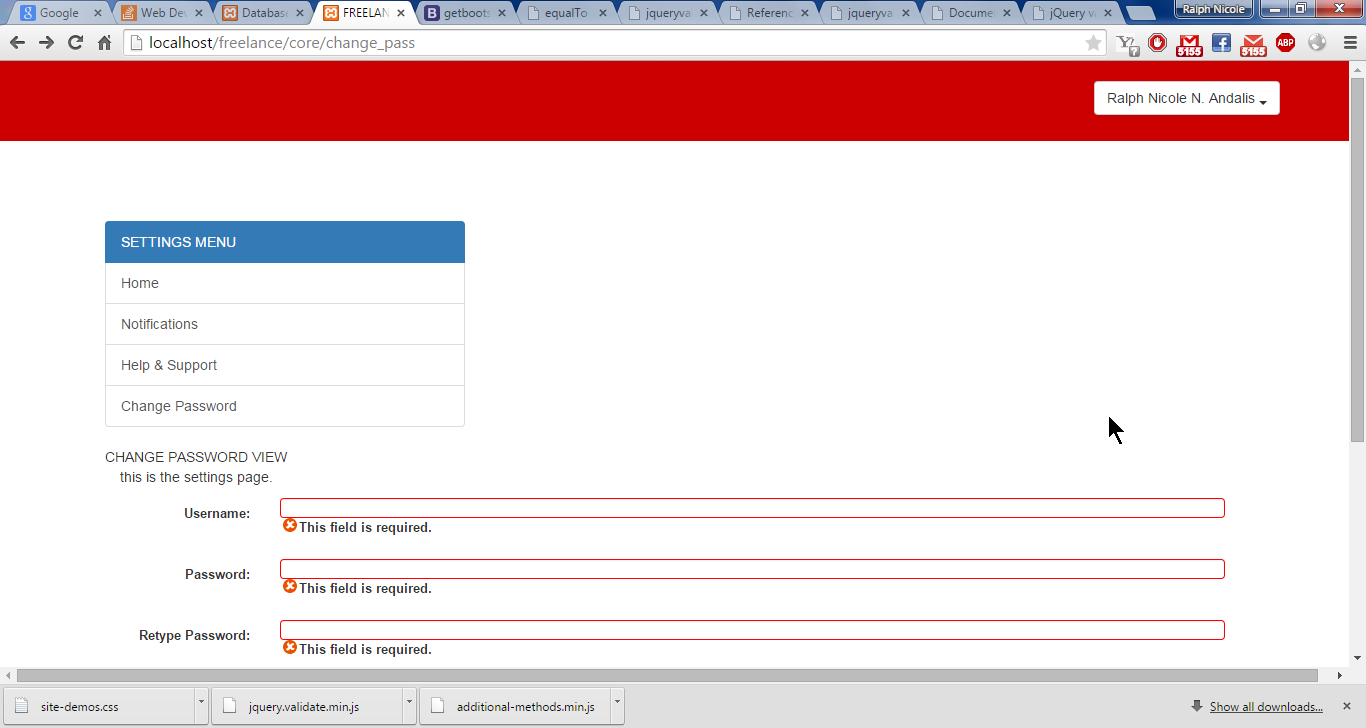 Google
Web Dev
Database
FREELAN
getboots
equalTo
jqueryva
Referenc
jqueryva
Docume
jQuery va
Ralph Nicole
localhost/freelance/core/change_pass
5155
5155
ABP
Ralph Nicole N. Andalis
SETTINGS MENU
Home
Notifications
Help & Support
Change Password
CHANGE PASSWORD VIEW
this is the settings page.
Username:
This field is required.
Password:
This field is required.
Retype Password:
This field is required.
site-demos.css
jquery.validate.min.js
additional-methods.min.js
Show all downloads...